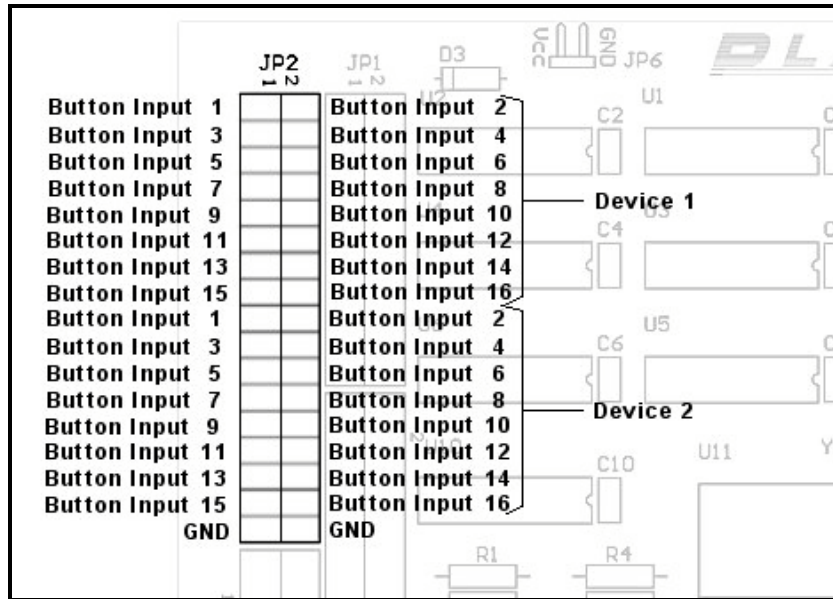 JP2 JP1 D3 VCC GND JP6 DL
1 2 1 2
Button Input 1 Button Input 2 U2 U1
Button Input 3 Button Input 4 C2 C
Button Input 5 Button Input 6
Button Input 7 Button Input 8
Device 1
Button Input 9 Button Input 10 U3
Button Input 11 Button Input 12 C4 C
Button Input 13 Button Input 14
Button Input 15 Button Input 16
Button Input 1 Button Input 2 U5
Button Input 3 Button Input 4 C6 C
Button Input 5 Button Input 6
Button Input 7 Button Input 8
Device 2
Button Input 9 Button Input 10
Button Input 11 Button Input 12 2 U10 U11 Y
Button Input 13 Button Input 14 C10
Button Input 15 Button Input 16
GND GND
R1 R4
1